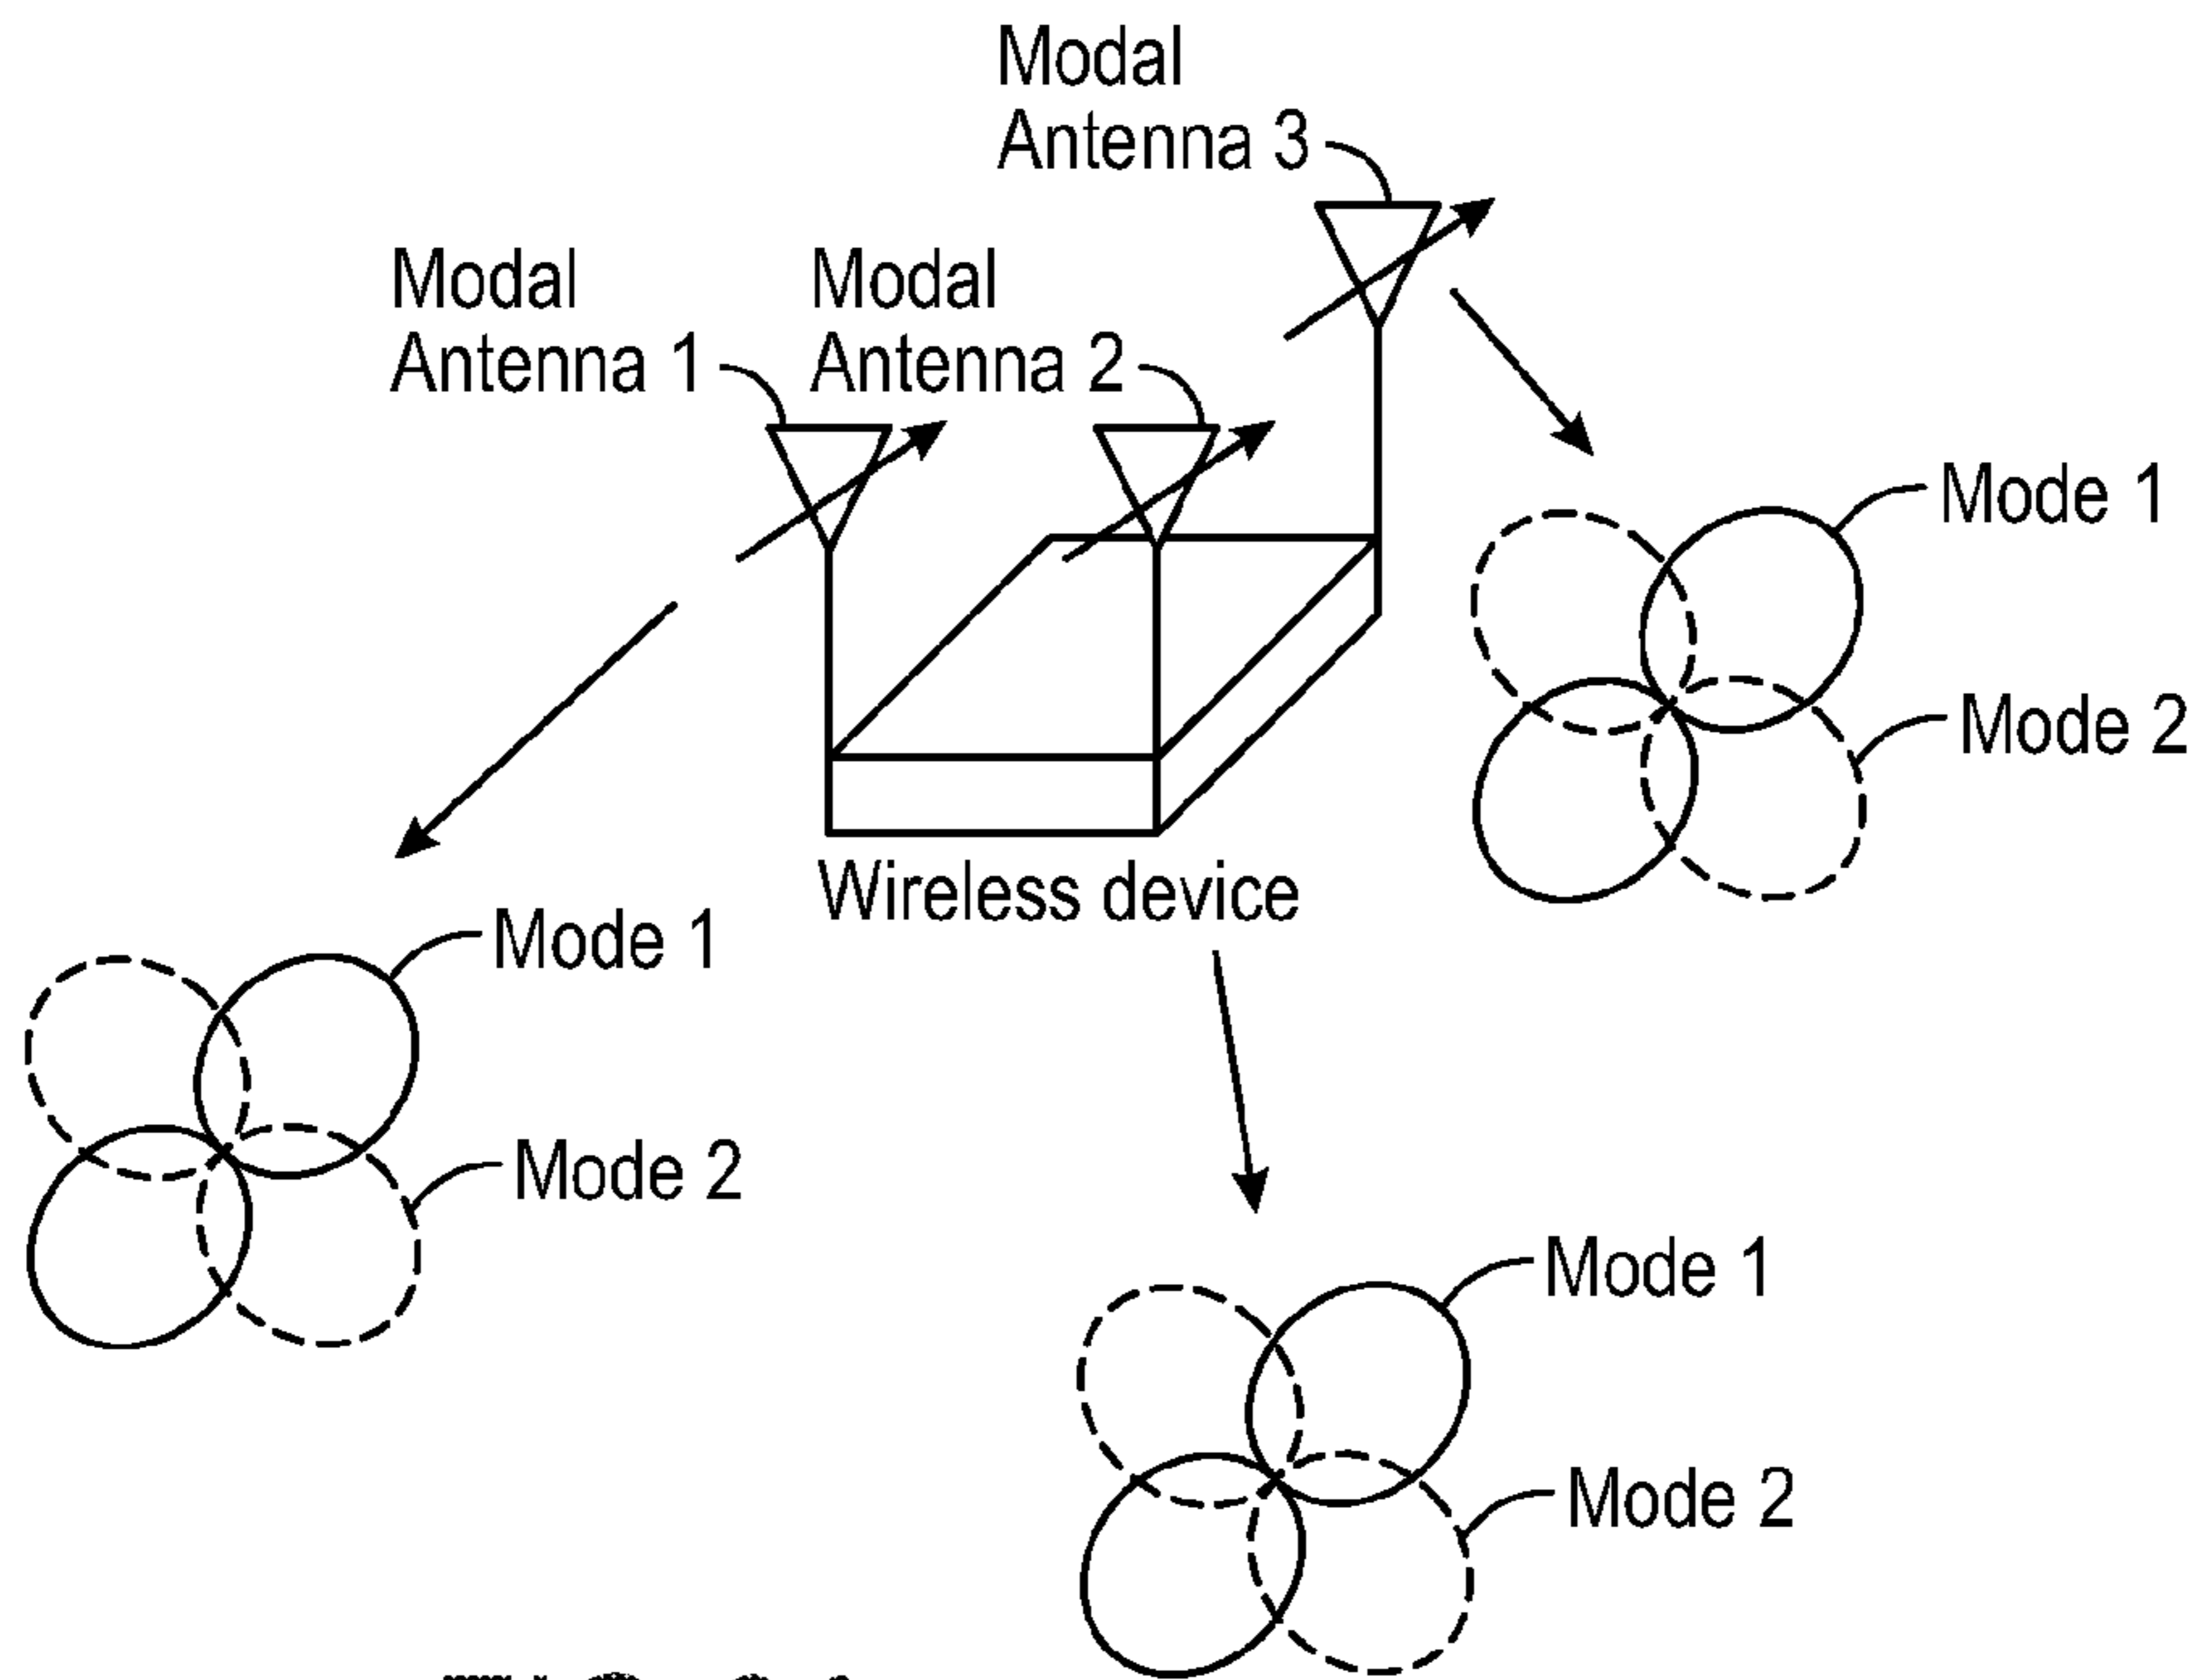 Modal
Antenna 3
Modal
Antenna 1
Modal
Antenna 2
Mode 1
Mode 2
Wireless device
Mode 1
Mode 2
Mode 1
Mode 2